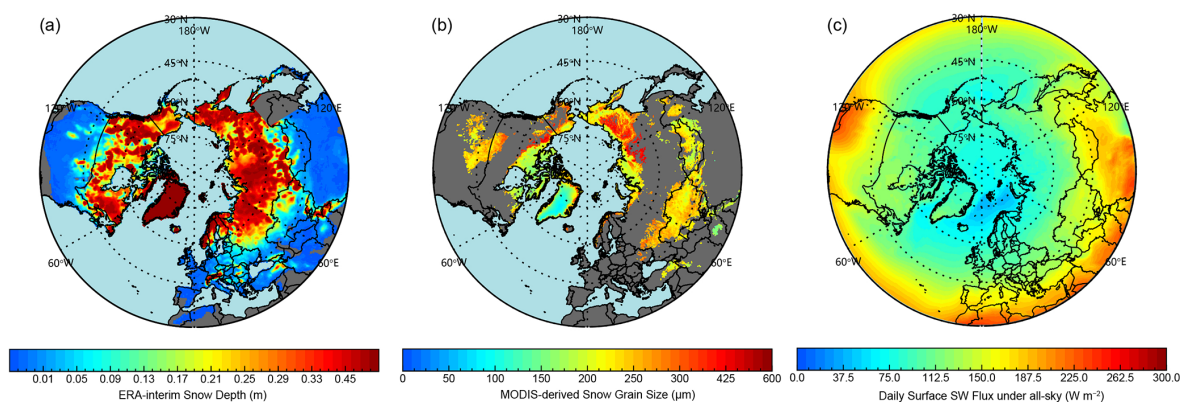 (a)
30°N
180°W
45°N
120°W
60°N
75°N
120°E
60°W
60°E
0.01 0.05 0.09 0.13 0.17 0.21 0.25 0.29 0.33 0.45
ERA-interim Snow Depth (m)
(b)
30°N
180°W
45°N
120°W
60°N
75°N
120°E
60°W
60°E
0 50 100 150 200 250 300 425 600
MODIS-derived Snow Grain Size (μm)
(c)
30°N
180°W
45°N
120°W
60°N
75°N
120°E
60°W
60°E
0.0 37.5 75.0 112.5 150.0 187.5 225.0 262.5 300.0
Daily Surface SW Flux under all-sky (W m⁻²)